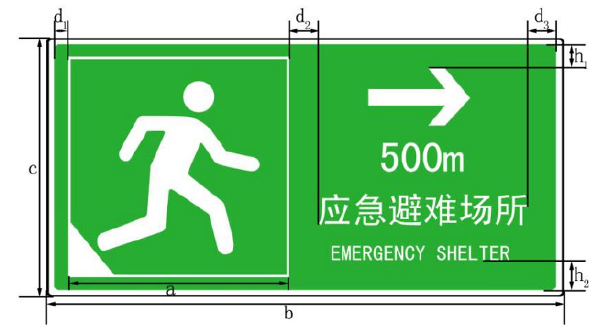 d₁ d₂ d₃
h₁
500m
c
应急避难场所
EMERGENCY SHELTER
h₂
a
b